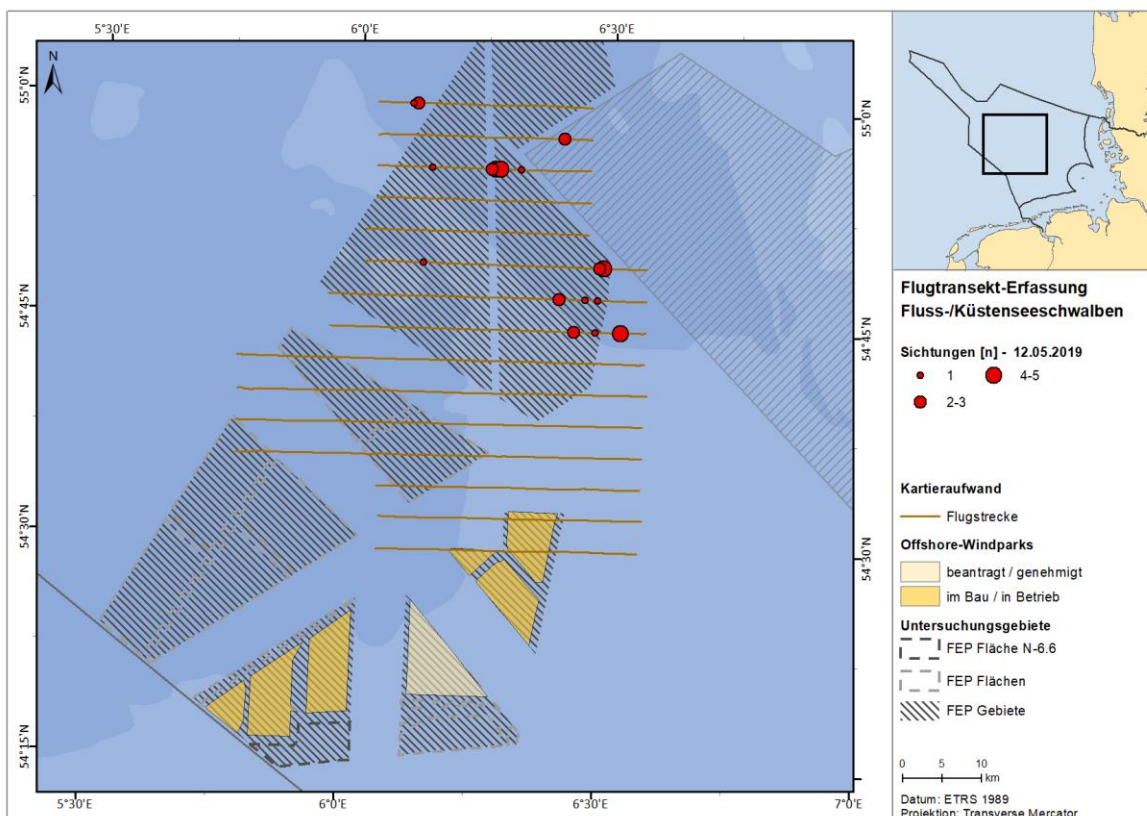 5°30'E
6°0'E
6°30'E
N
55°0'N
55°0'N
54°45'N
54°45'N
54°30'N
54°30'N
54°15'N
5°30'E
6°0'E
6°30'E
7°0'E
Flugtransekt-Erfassung
Fluss-/Küstenseeschwalben
Sichtungen [n] - 12.05.2019
1
4-5
2-3
Kartieraufwand
Flugstrecke
Offshore-Windparks
beantragt / genehmigt
im Bau / in Betrieb
Untersuchungsgebiete
FEP Fläche N-6.6
FEP Flächen
FEP Gebiete
0 5 10
km
Datum: ETRS 1989
Projektion: Transverse Mercator